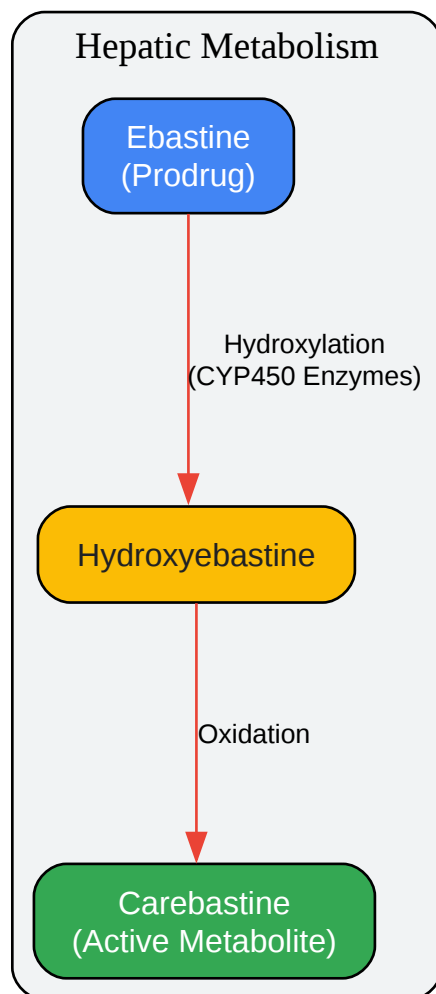 Hepatic Metabolism
Ebastine
(Prodrug)
Hydroxylation
(CYP450 Enzymes)
Hydroxyebastine
Oxidation
Carebastine
(Active Metabolite)